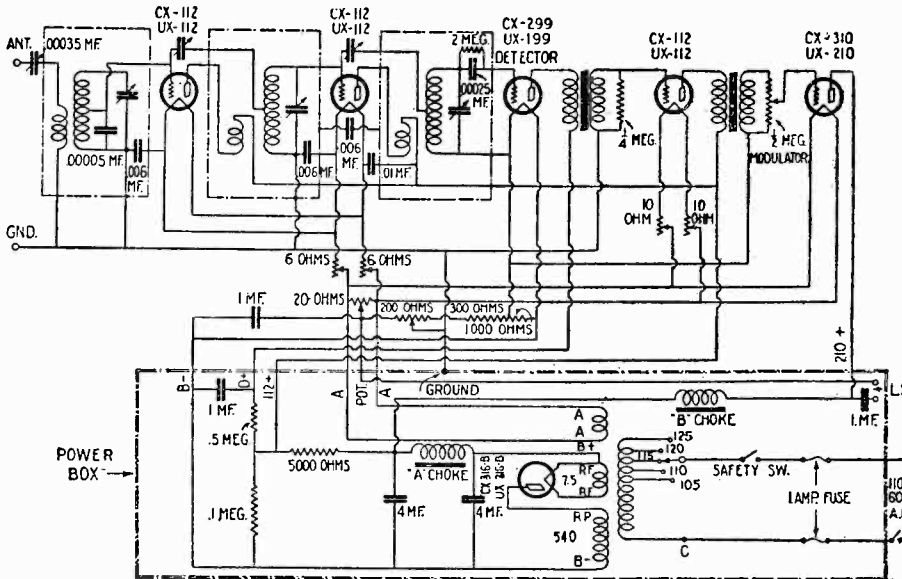 CX-112
UX-112
CX-112
UX-112
CX-299
UX-199
DETECTOR
CX-112
UX-112
CX-310
UX-210
ANT.
.00035 MF.
2 MEG.
.00025
MF.
.00005 MF.
.006
MF.
.006 MF.
.006
MF.
.01 MF.
1/4 MEG.
1/2 MEG.
MODULATOR
10
OHM
10
OHM
GND.
6 OHMS
6 OHMS
1 MF.
20 OHMS
200 OHMS
300 OHMS
1000 OHMS
210 +
B-
D+
112+
A
POT.
A
GROUND
1 MF.
.5 MEG.
"B" CHOKE
1. MF.
L.S
POWER
BOX
5000 OHMS
"A" CHOKE
A
A
B+
CX 316-B
UX 216-B
7.5
RF
RF
125
120
115
110
105
SAFETY SW.
.1 MEG.
4 MF.
4 MF.
RP
540
B-
1 AMP. FUSE
C
110
60
A.